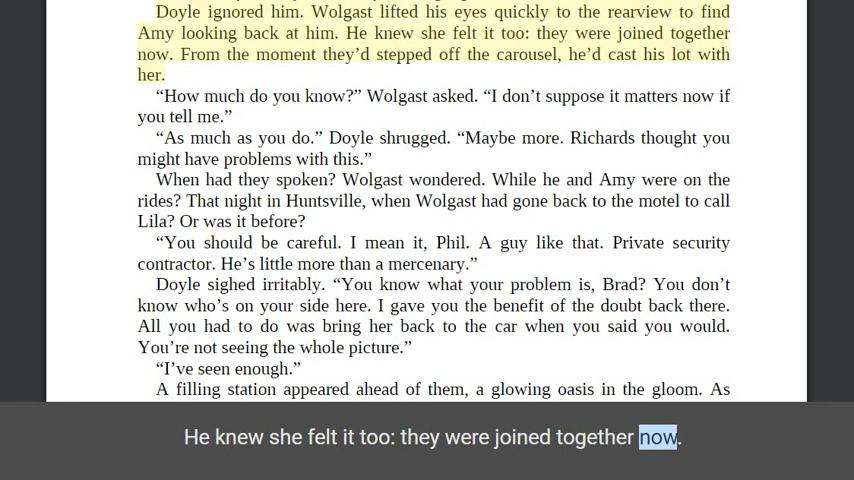 Doyle ignored him. Wolgast lifted his eyes quickly to the rearview to find
Amy looking back at him. He knew she felt it too: they were joined together
now. From the moment they’d stepped off the carousel, he’d cast his lot with
her.
“How much do you know?” Wolgast asked. “I don’t suppose it matters now if
you tell me.”
“As much as you do.” Doyle shrugged. “Maybe more. Richards thought you
might have problems with this.”
When had they spoken? Wolgast wondered. While he and Amy were on the
rides? That night in Huntsville, when Wolgast had gone back to the motel to call
Lila? Or was it before?
“You should be careful. I mean it, Phil. A guy like that. Private security
contractor. He’s little more than a mercenary.”
Doyle sighed irritably. “You know what your problem is, Brad? You don’t
know who’s on your side here. I gave you the benefit of the doubt back there.
All you had to do was bring her back to the car when you said you would.
You’re not seeing the whole picture.”
“I’ve seen enough.”
A filling station appeared ahead of them, a glowing oasis in the gloom. As
He knew she felt it too: they were joined together now.